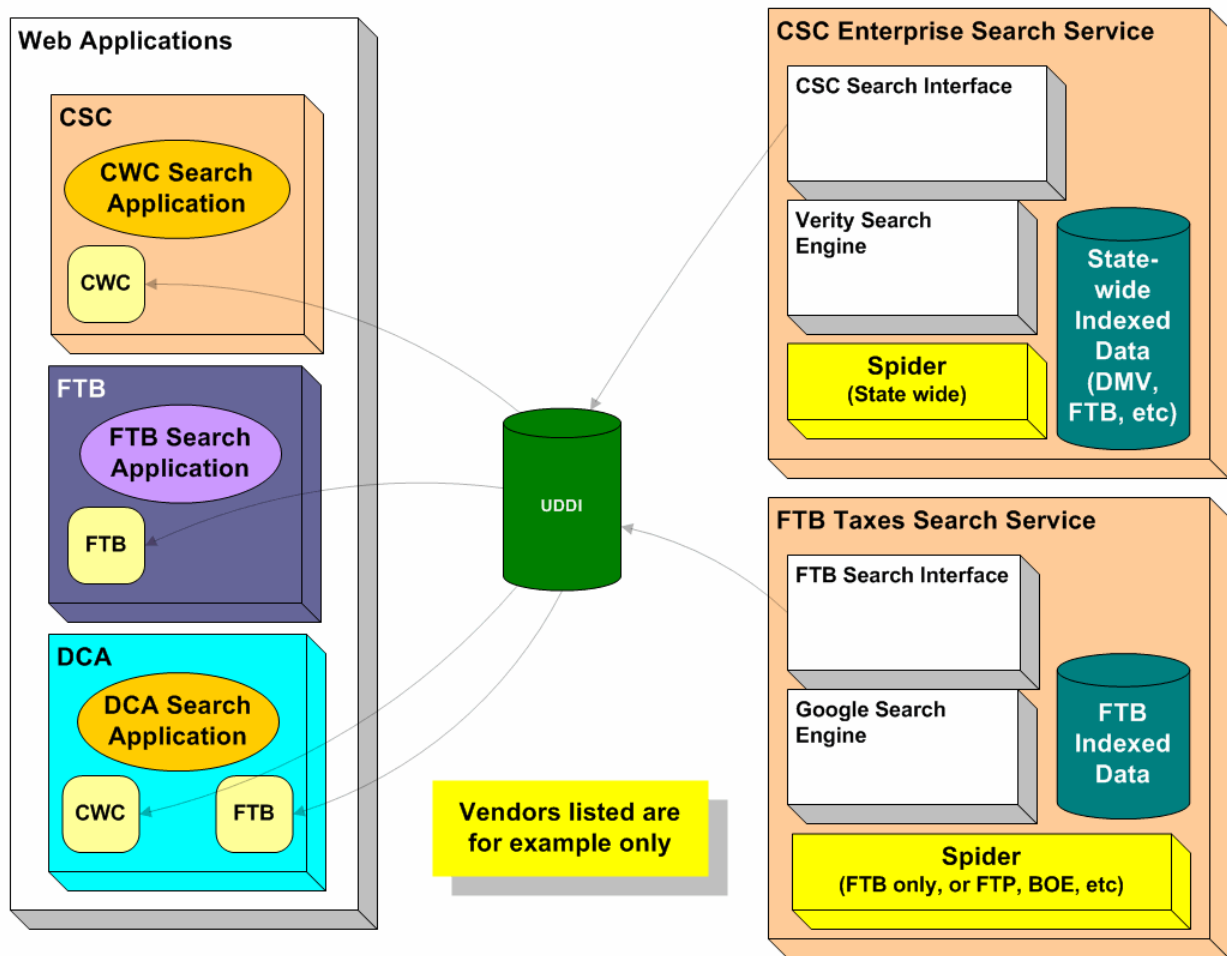 Web Applications
CSC
CWC Search
Application
CWC
FTB
FTB Search
Application
FTB
DCA
DCA Search
Application
CWC
FTB
UDDI
Vendors listed are
for example only
CSC Enterprise Search Service
CSC Search Interface
Verity Search
Engine
Spider
(State wide)
State-
wide
Indexed
Data
(DMV,
FTB, etc)
FTB Taxes Search Service
FTB Search Interface
Google Search
Engine
FTB
Indexed
Data
Spider
(FTB only, or FTP, BOE, etc)